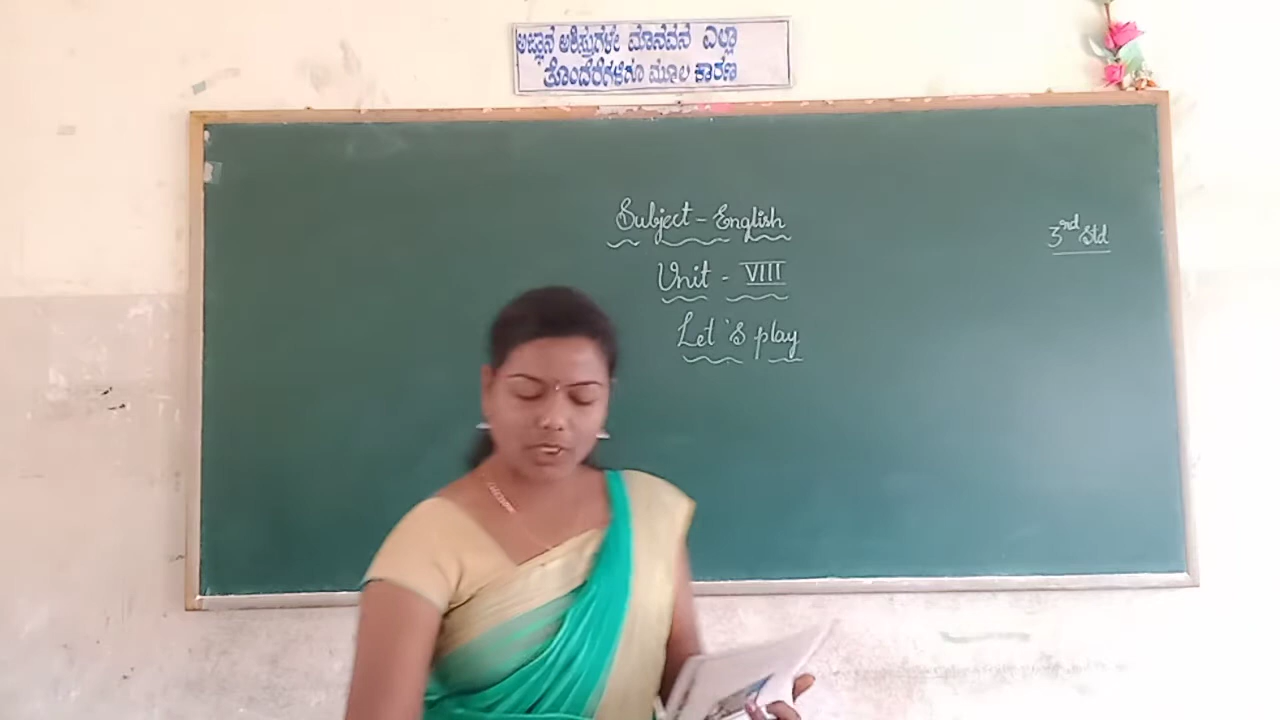 ಅಜ್ಞಾನ ಅಶಿಸ್ತುಗಳೇ ಮಾನವನ ಎಲ್ಲಾ
ತೊಂದರೆಗಳಿಗೂ ಮೂಲ ಕಾರಣ
Subject - English
3rd Std
Unit - VIII
Let's play